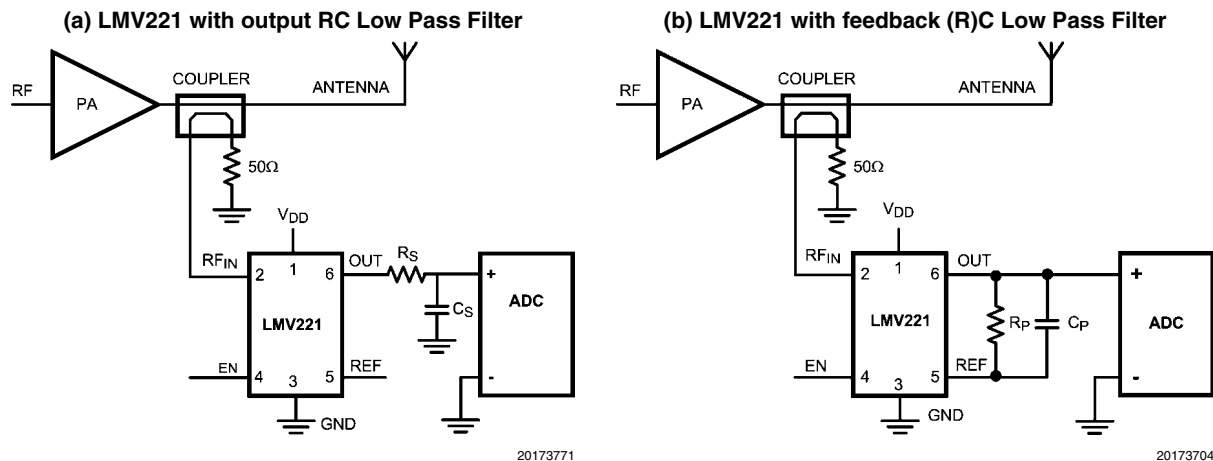 (a) LMV221 with output RC Low Pass Filter
RF
PA
COUPLER
ANTENNA
50Ω
VDD
RFIN
2
1
6
OUT
RS
CS
LMV221
EN
4
3
5
REF
GND
+
ADC
-
20173771
(b) LMV221 with feedback (R)C Low Pass Filter
RF
PA
COUPLER
ANTENNA
50Ω
VDD
RFIN
2
1
6
OUT
LMV221
RP
CP
EN
4
3
5
REF
GND
+
ADC
-
20173704